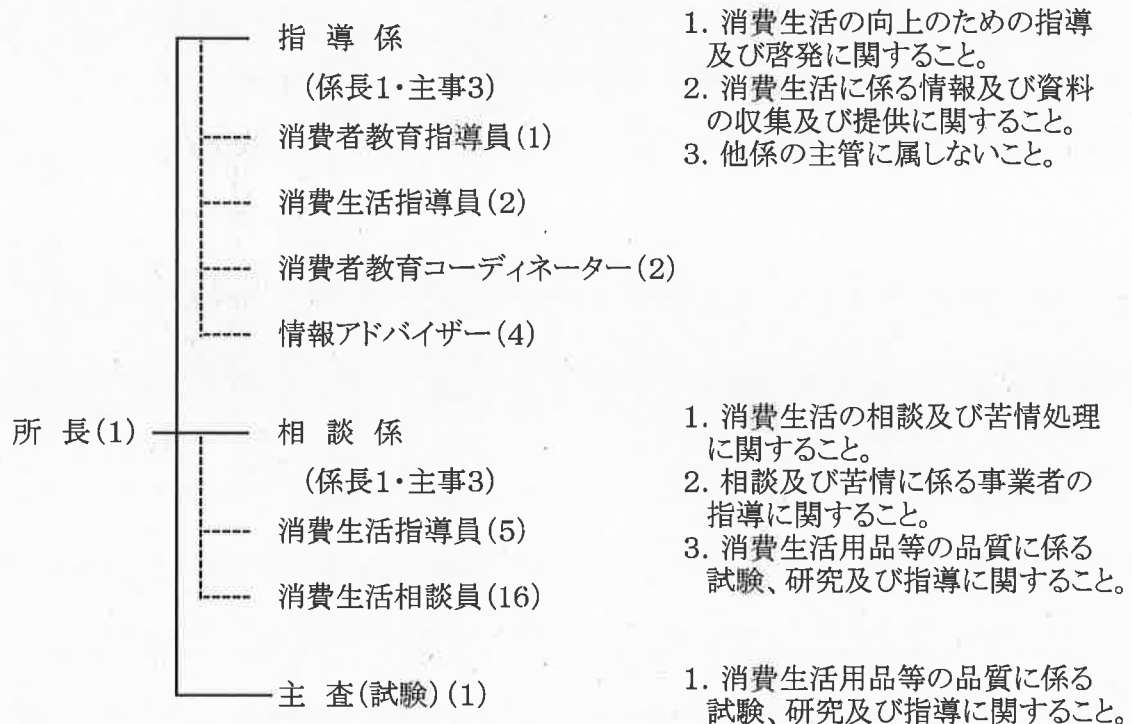 指 導 係
(係長1・主事3)
消費者教育指導員(1)
消費生活指導員(2)
消費者教育コーディネーター(2)
情報アドバイザー(4)
1. 消費生活の向上のための指導
及び啓発に関すること。
2. 消費生活に係る情報及び資料
の収集及び提供に関すること。
3. 他係の主管に属しないこと。
所 長(1)
相 談 係
(係長1・主事3)
消費生活指導員(5)
消費生活相談員(16)
1. 消費生活の相談及び苦情処理
に関すること。
2. 相談及び苦情に係る事業者の
指導に関すること。
3. 消費生活用品等の品質に係る
試験、研究及び指導に関すること。
主 査(試験)(1)
1. 消費生活用品等の品質に係る
試験、研究及び指導に関すること。